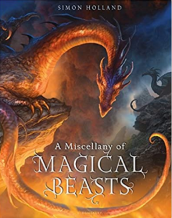 SIMON HOLLAND
A Miscellany of
MAGICAL
BEASTS